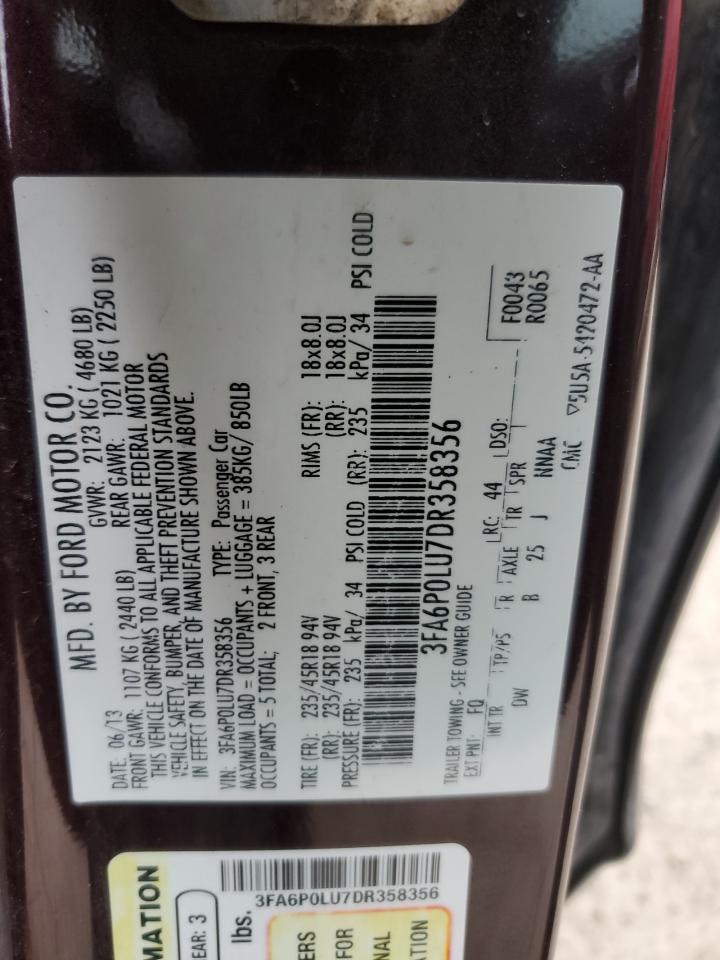 MFD. BY FORD MOTOR CO.
DATE: 06/13 GVWR: 2123 KG ( 4680 LB)
FRONT GAWR: 1107 KG ( 2440 LB) REAR GAWR: 1021 KG ( 2250 LB)
THIS VEHICLE CONFORMS TO ALL APPLICABLE FEDERAL MOTOR
VEHICLE SAFETY, BUMPER, AND THEFT PREVENTION STANDARDS
IN EFFECT ON THE DATE OF MANUFACTURE SHOWN ABOVE.
VIN: 3FA6P0LU7DR358356 TYPE: Passenger Car
MAXIMUM LOAD = OCCUPANTS + LUGGAGE = 385KG/ 850LB
OCCUPANTS = 5 TOTAL; 2 FRONT, 3 REAR
TIRE (FR): 235/45R18 94V RIMS (FR): 18x8.0J
(RR): 235/45R18 94V (RR): 18x8.0J
PRESSURE (FR): 235 kPa/ 34 PSI COLD (RR): 235 kPa/ 34 PSI COLD
3FA6P0LU7DR358356
TRAILER TOWING - SEE OWNER GUIDE
EXT PNT: FQ RC: 44 DSO: F0043
R0065
INT TR TP/PS R AXLE TR SPR
DW B 25 J NNAA
▽5U5A-5420472-AA
3FA6P0LU7DR358356
MATION
EAR: 3
lbs.
ERS
FOR
NAL
ATION